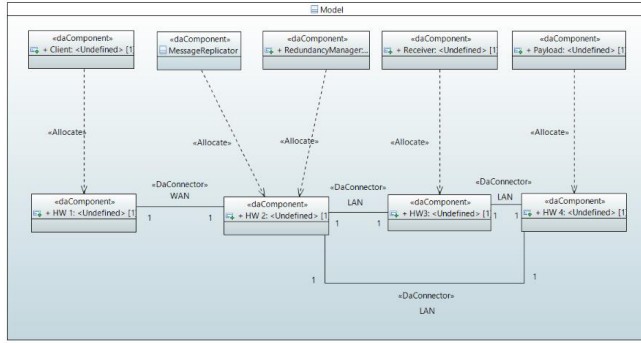 Model
«daComponent»
+ Client: <Undefined> [1]
«daComponent»
MessageReplicator
«daComponent»
+ RedundancyManager:...
«daComponent»
+ Receiver: <Undefined> [1]
«daComponent»
+ Payload: <Undefined> [1]
«Allocate»
«Allocate»
«Allocate»
«Allocate»
«Allocate»
«daComponent»
+ HW 1: <Undefined> [1]
«DaConnector»
WAN
1
1
«daComponent»
+ HW 2: <Undefined> [1]
«DaConnector»
LAN
1
1
«daComponent»
+ HW3: <Undefined> [1]
«DaConnector»
LAN
1
1
«daComponent»
+ HW 4: <Undefined> [1]
1
1
«DaConnector»
LAN